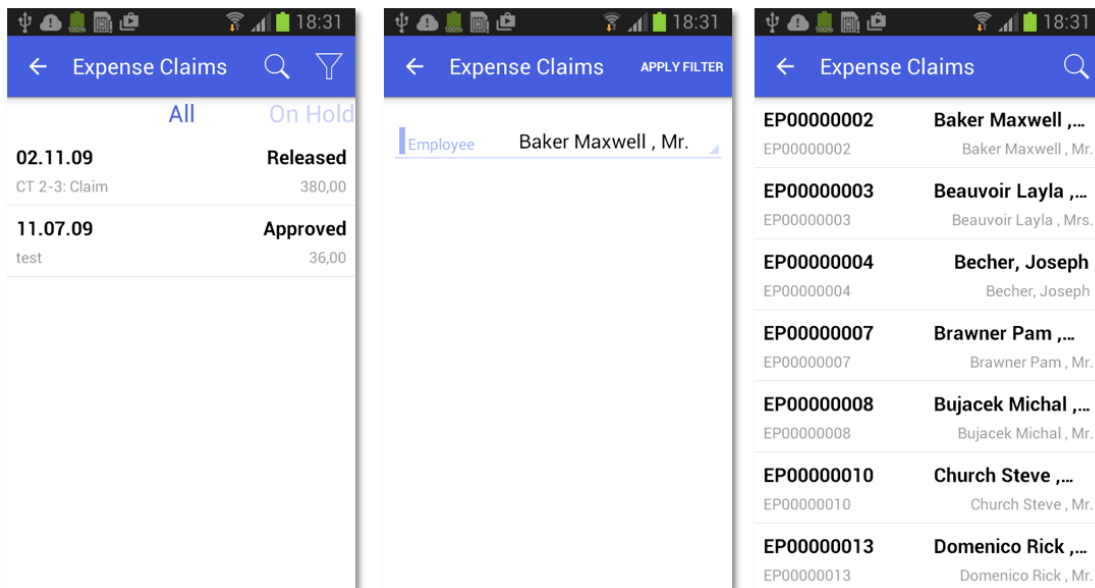 18:31
Expense Claims
All On Hold
02.11.09 Released
CT 2-3: Claim 380,00
11.07.09 Approved
test 36,00
18:31
Expense Claims APPLY FILTER
Employee Baker Maxwell , Mr.
18:31
Expense Claims
EP00000002 Baker Maxwell ,...
EP00000002 Baker Maxwell , Mr.
EP00000003 Beauvoir Layla ,...
EP00000003 Beauvoir Layla , Mrs.
EP00000004 Becher, Joseph
EP00000004 Becher, Joseph
EP00000007 Brawner Pam ,...
EP00000007 Brawner Pam , Mr.
EP00000008 Bujacek Michal ,...
EP00000008 Bujacek Michal , Mr.
EP00000010 Church Steve ,...
EP00000010 Church Steve , Mr.
EP00000013 Domenico Rick ,...
EP00000013 Domenico Rick , Mr.